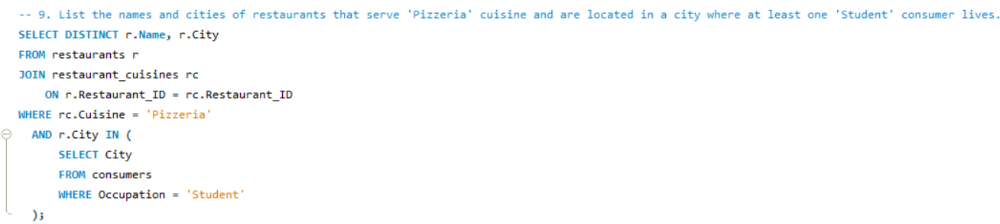 -- 9. List the names and cities of restaurants that serve 'Pizzeria' cuisine and are located in a city where at least one 'Student' consumer lives.
SELECT DISTINCT r.Name, r.City
FROM restaurants r
JOIN restaurant_cuisines rc
    ON r.Restaurant_ID = rc.Restaurant_ID
WHERE rc.Cuisine = 'Pizzeria'
  AND r.City IN (
      SELECT City
      FROM consumers
      WHERE Occupation = 'Student'
  );